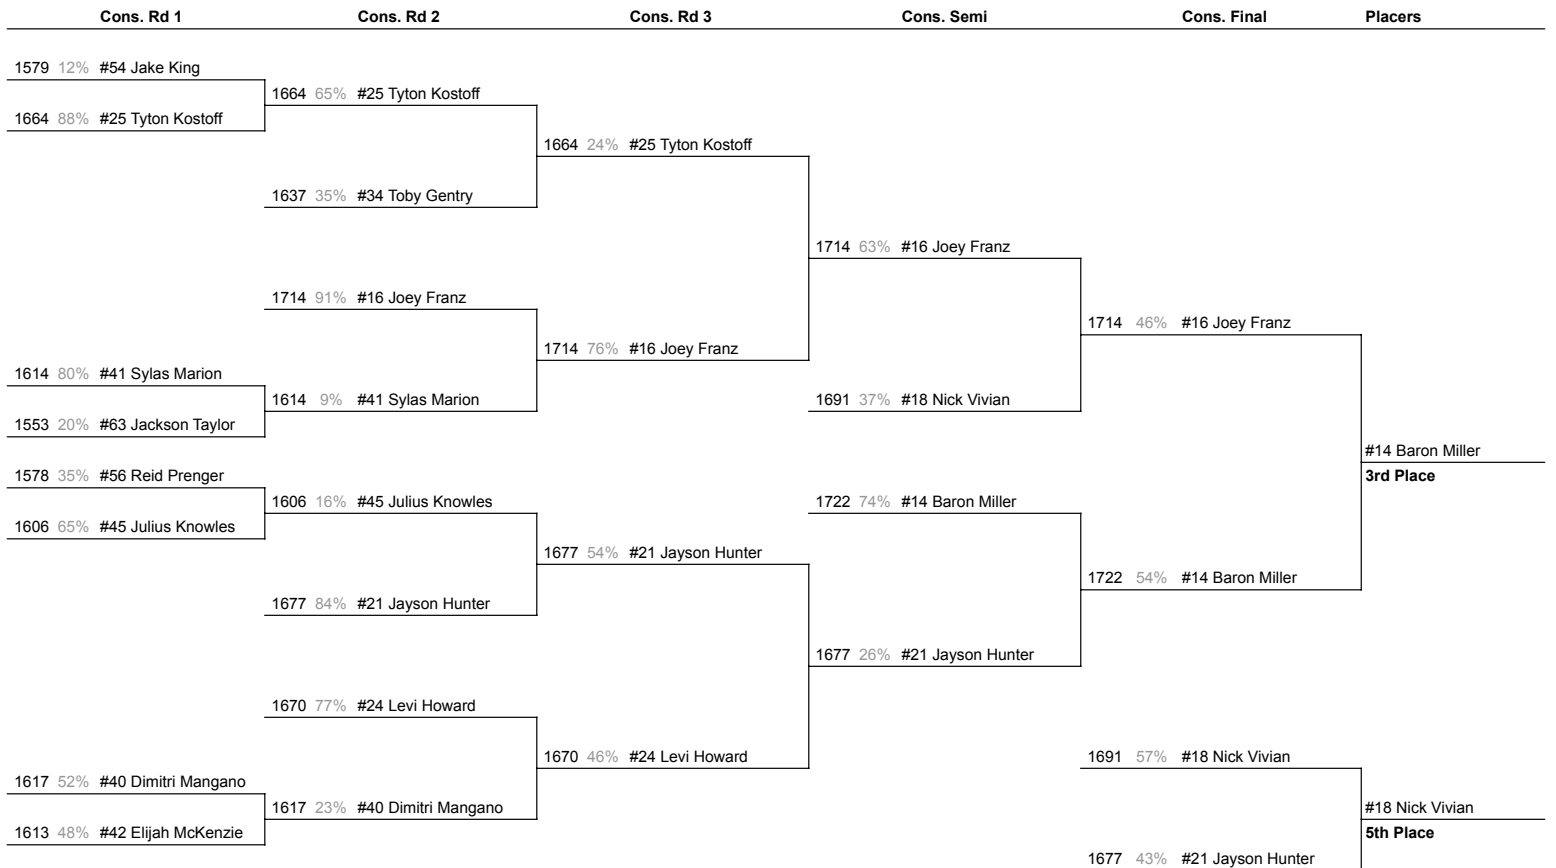 Cons. Rd 1 Cons. Rd 2 Cons. Rd 3 Cons. Semi Cons. Final Placers
1579 12% #54 Jake King
1664 65% #25 Tyton Kostoff
1664 88% #25 Tyton Kostoff
1664 24% #25 Tyton Kostoff
1637 35% #34 Toby Gentry
1714 63% #16 Joey Franz
1714 91% #16 Joey Franz
1714 46% #16 Joey Franz
1714 76% #16 Joey Franz
1614 80% #41 Sylas Marion
1614 9% #41 Sylas Marion
1691 37% #18 Nick Vivian
1553 20% #63 Jackson Taylor
#14 Baron Miller
1578 35% #56 Reid Prenger
3rd Place
1606 16% #45 Julius Knowles
1722 74% #14 Baron Miller
1606 65% #45 Julius Knowles
1677 54% #21 Jayson Hunter
1722 54% #14 Baron Miller
1677 84% #21 Jayson Hunter
1677 26% #21 Jayson Hunter
1670 77% #24 Levi Howard
1670 46% #24 Levi Howard
1691 57% #18 Nick Vivian
1617 52% #40 Dimitri Mangano
1617 23% #40 Dimitri Mangano
#18 Nick Vivian
1613 48% #42 Elijah McKenzie
5th Place
1677 43% #21 Jayson Hunter